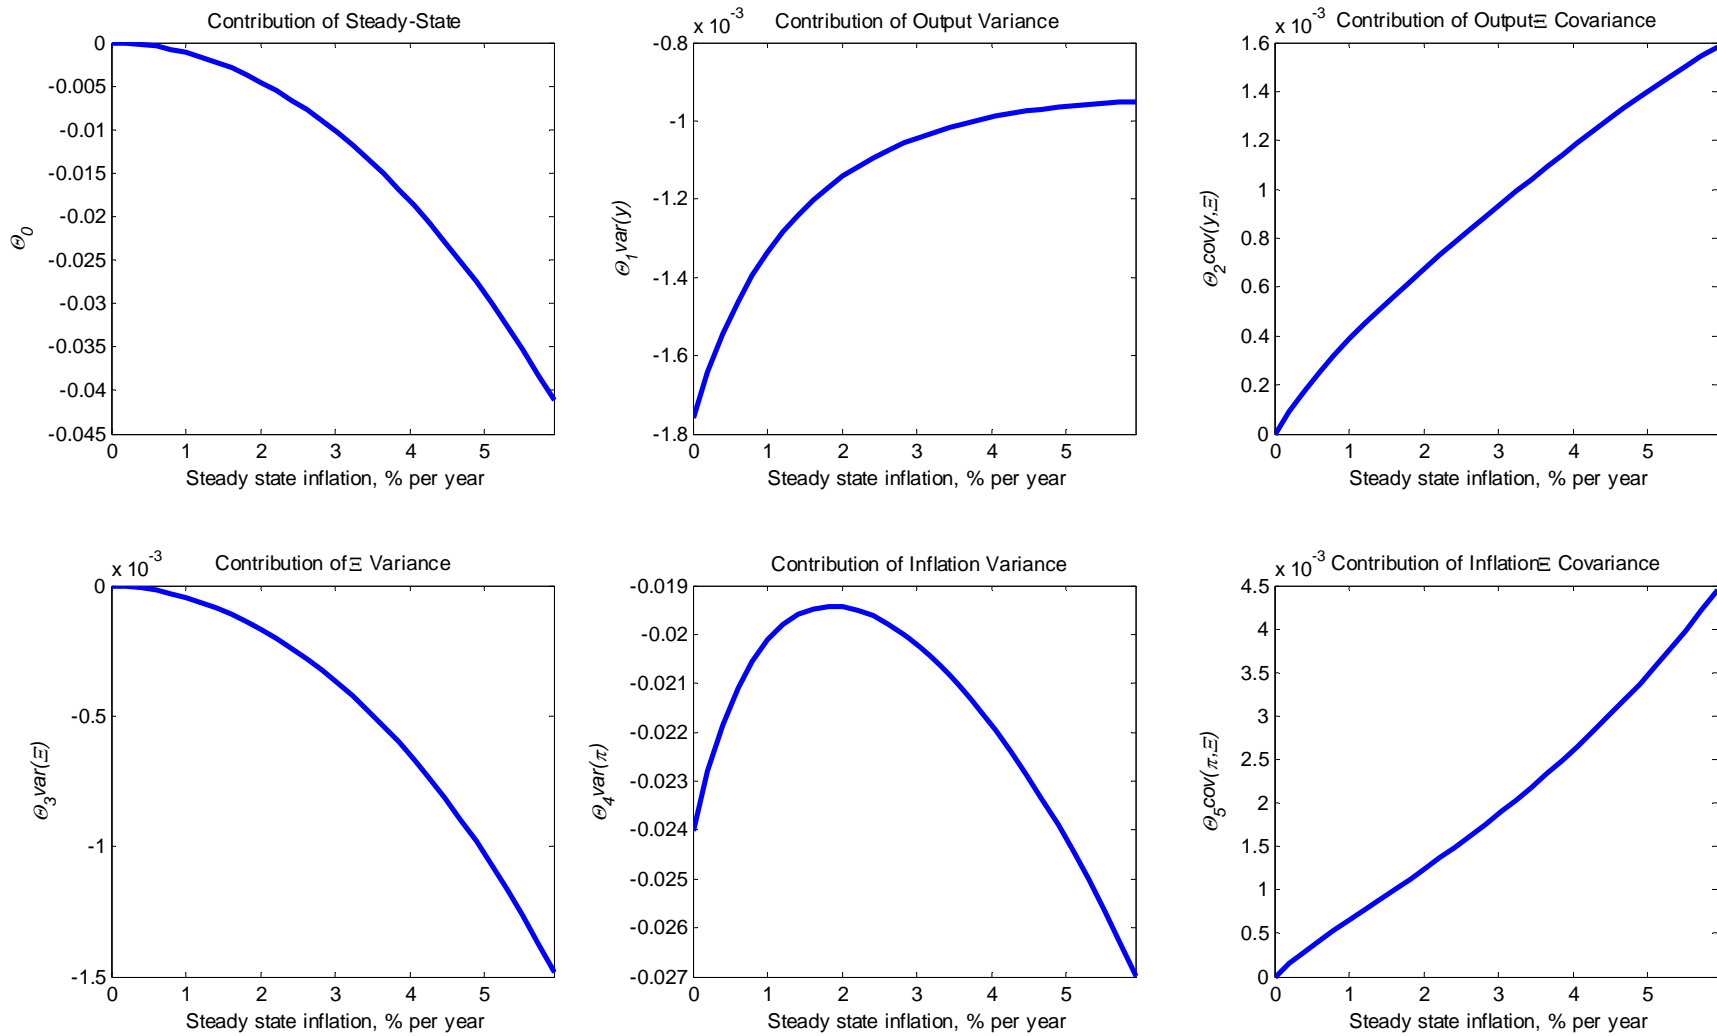 Contribution of Steady-State
0
-0.005
-0.01
-0.015
-0.02
-0.025
-0.03
-0.035
-0.04
-0.045
Θ0
0 1 2 3 4 5
Steady state inflation, % per year
x 10-3
Contribution of Output Variance
-0.8
-1
-1.2
-1.4
-1.6
-1.8
Θ1var(y)
0 1 2 3 4 5
Steady state inflation, % per year
x 10-3
Contribution of OutputΞ Covariance
1.6
1.4
1.2
1
0.8
0.6
0.4
0.2
0
Θ2cov(y,Ξ)
0 1 2 3 4 5
Steady state inflation, % per year
x 10-3
Contribution of Ξ Variance
0
-0.5
-1
-1.5
Θ3var(Ξ)
0 1 2 3 4 5
Steady state inflation, % per year
Contribution of Inflation Variance
-0.019
-0.02
-0.021
-0.022
-0.023
-0.024
-0.025
-0.026
-0.027
Θ4var(π)
0 1 2 3 4 5
Steady state inflation, % per year
x 10-3
Contribution of InflationΞ Covariance
4.5
4
3.5
3
2.5
2
1.5
1
0.5
0
Θ5cov(π,Ξ)
0 1 2 3 4 5
Steady state inflation, % per year